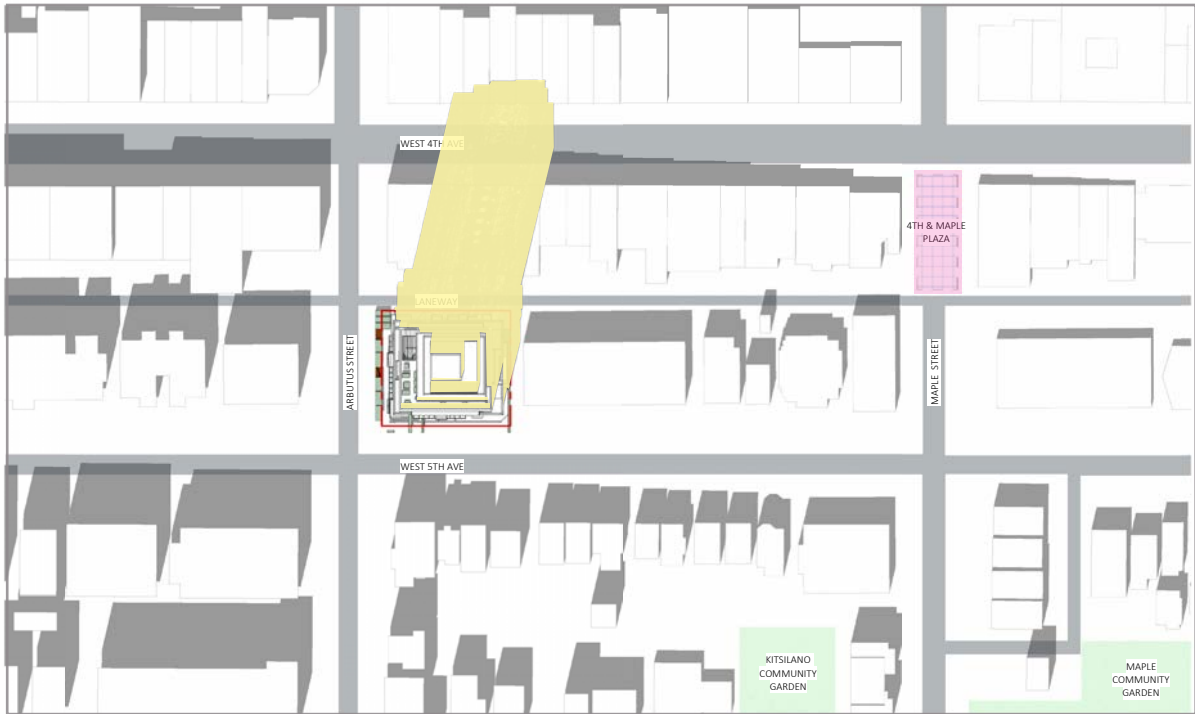 WEST 4TH AVE
4TH & MAPLE
PLAZA
LANEWAY
ARBUTUS STREET
MAPLE STREET
WEST 5TH AVE
KITSILANO
COMMUNITY
GARDEN
MAPLE
COMMUNITY
GARDEN